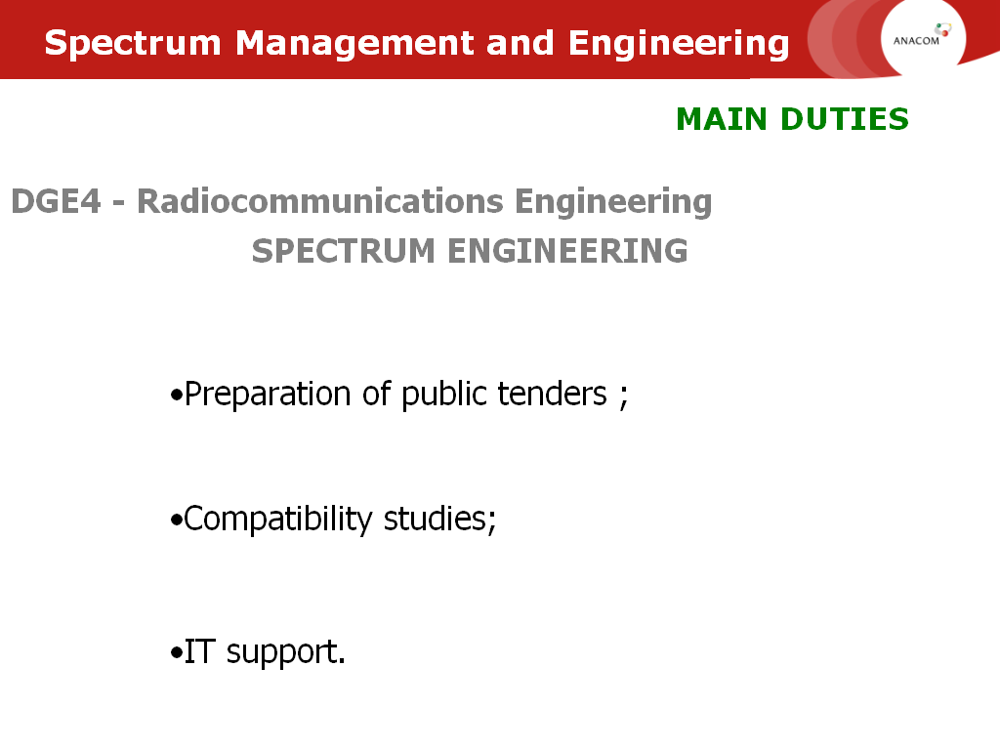 Spectrum Management and Engineering
ANACOM
MAIN DUTIES
DGE4 - Radiocommunications Engineering
SPECTRUM ENGINEERING
•Preparation of public tenders ;
•Compatibility studies;
•IT support.